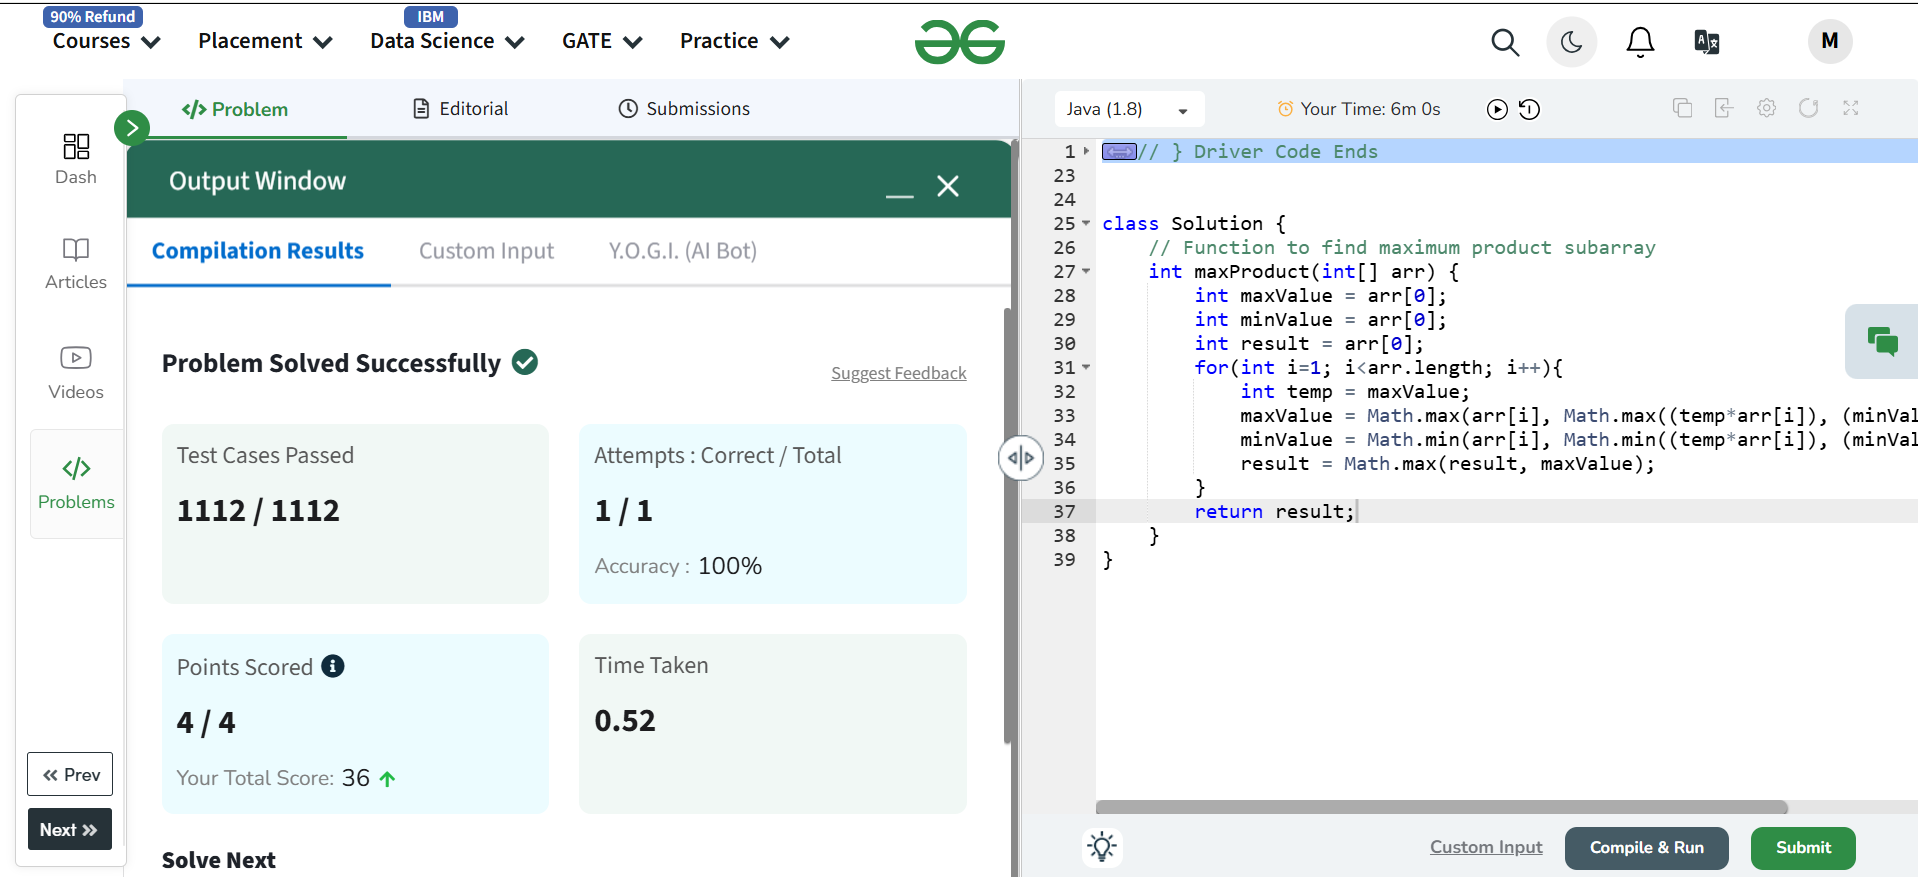 90% Refund
IBM
Courses
Placement
Data Science
GATE
Practice
M
Dash
Articles
Videos
Problems
Prev
Next
Problem
Editorial
Submissions
Output Window
Compilation Results
Custom Input
Y.O.G.I. (AI Bot)
Problem Solved Successfully
Suggest Feedback
Test Cases Passed
1112 / 1112
Attempts : Correct / Total
1 / 1
Accuracy : 100%
Points Scored
4 / 4
Your Total Score: 36
Time Taken
0.52
Solve Next
Java (1.8)
Your Time: 6m 0s
1 // } Driver Code Ends
23
24
25 class Solution {
26 // Function to find maximum product subarray
27 int maxProduct(int[] arr) {
28 int maxValue = arr[0];
29 int minValue = arr[0];
30 int result = arr[0];
31 for(int i=1; i<arr.length; i++){
32 int temp = maxValue;
33 maxValue = Math.max(arr[i], Math.max((temp*arr[i]), (minVal
34 minValue = Math.min(arr[i], Math.min((temp*arr[i]), (minVal
35 result = Math.max(result, maxValue);
36 }
37 return result;
38 }
39 }
Custom Input
Compile & Run
Submit